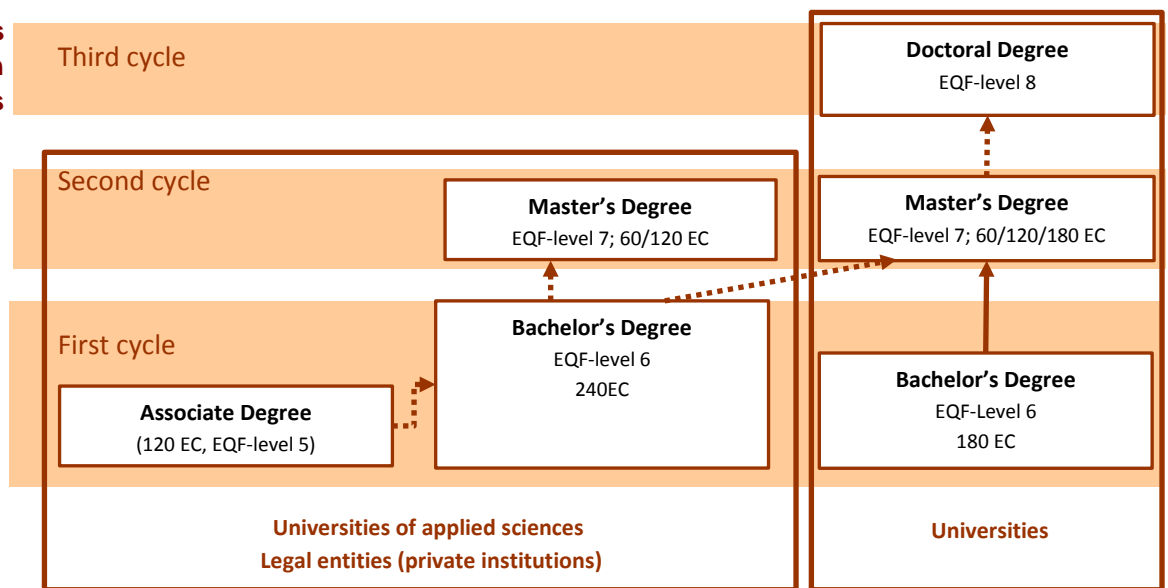 s
Third cycle
s
Doctoral Degree
EQF-level 8
Second cycle
Master's Degree
EQF-level 7; 60/120 EC
Master's Degree
EQF-level 7; 60/120/180 EC
First cycle
Bachelor's Degree
EQF-level 6
240EC
Associate Degree
(120 EC, EQF-level 5)
Bachelor's Degree
EQF-Level 6
180 EC
Universities of applied sciences
Legal entities (private institutions)
Universities